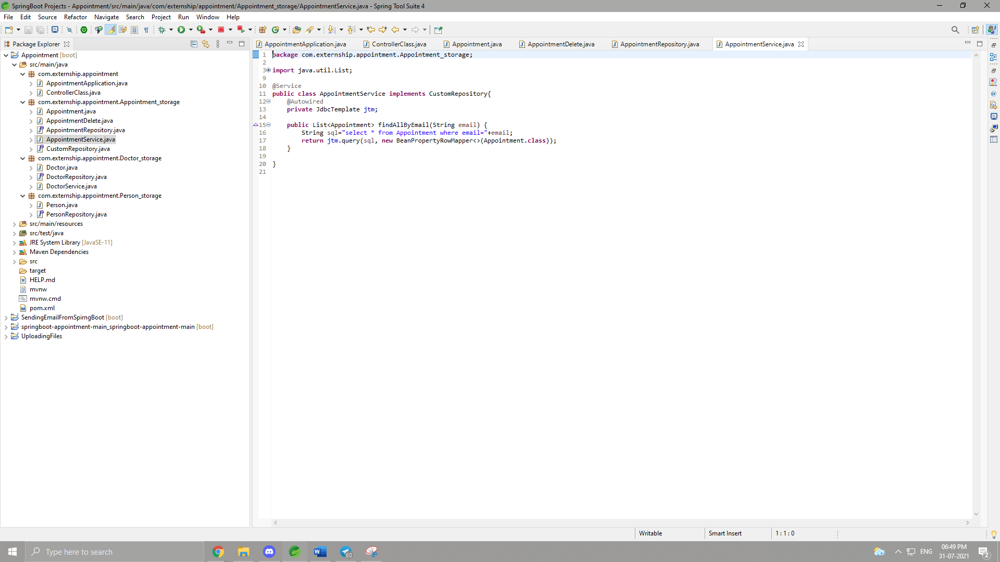 SpringBoot Projects - Appointment/src/main/java/com/externship/appointment/Appointment_storage/AppointmentService.java - Spring Tool Suite 4
File Edit Source Refactor Navigate Search Project Run Window Help
Package Explorer
Appointment [boot]
src/main/java
com.externship.appointment
AppointmentApplication.java
ControllerClass.java
com.externship.appointment.Appointment_storage
Appointment.java
AppointmentDelete.java
AppointmentRepository.java
AppointmentService.java
CustomRepository.java
com.externship.appointment.Doctor_storage
Doctor.java
DoctorRepository.java
DoctorService.java
com.externship.appointment.Person_storage
Person.java
PersonRepository.java
src/main/resources
src/test/java
JRE System Library [JavaSE-11]
Maven Dependencies
src
target
HELP.md
mvnw
mvnw.cmd
pom.xml
SendingEmailFromSpirngBoot [boot]
springboot-appointment-main_springboot-appointment-main [boot]
UploadingFiles
AppointmentApplication.java ControllerClass.java Appointment.java AppointmentDelete.java AppointmentRepository.java AppointmentService.java
1 package com.externship.appointment.Appointment_storage;
2
3 import java.util.List;
9
10 @Service
11 public class AppointmentService implements CustomRepository{
12 @Autowired
13 private JdbcTemplate jtm;
14
15 public List<Appointment> findAllByEmail(String email) {
16 String sql="select * from Appointment where email="+email;
17 return jtm.query(sql, new BeanPropertyRowMapper<>(Appointment.class));
18 }
19
20 }
21
Writable Smart Insert 1 : 1 : 0
Type here to search
60
ENG
06:49 PM
31-07-2021
2